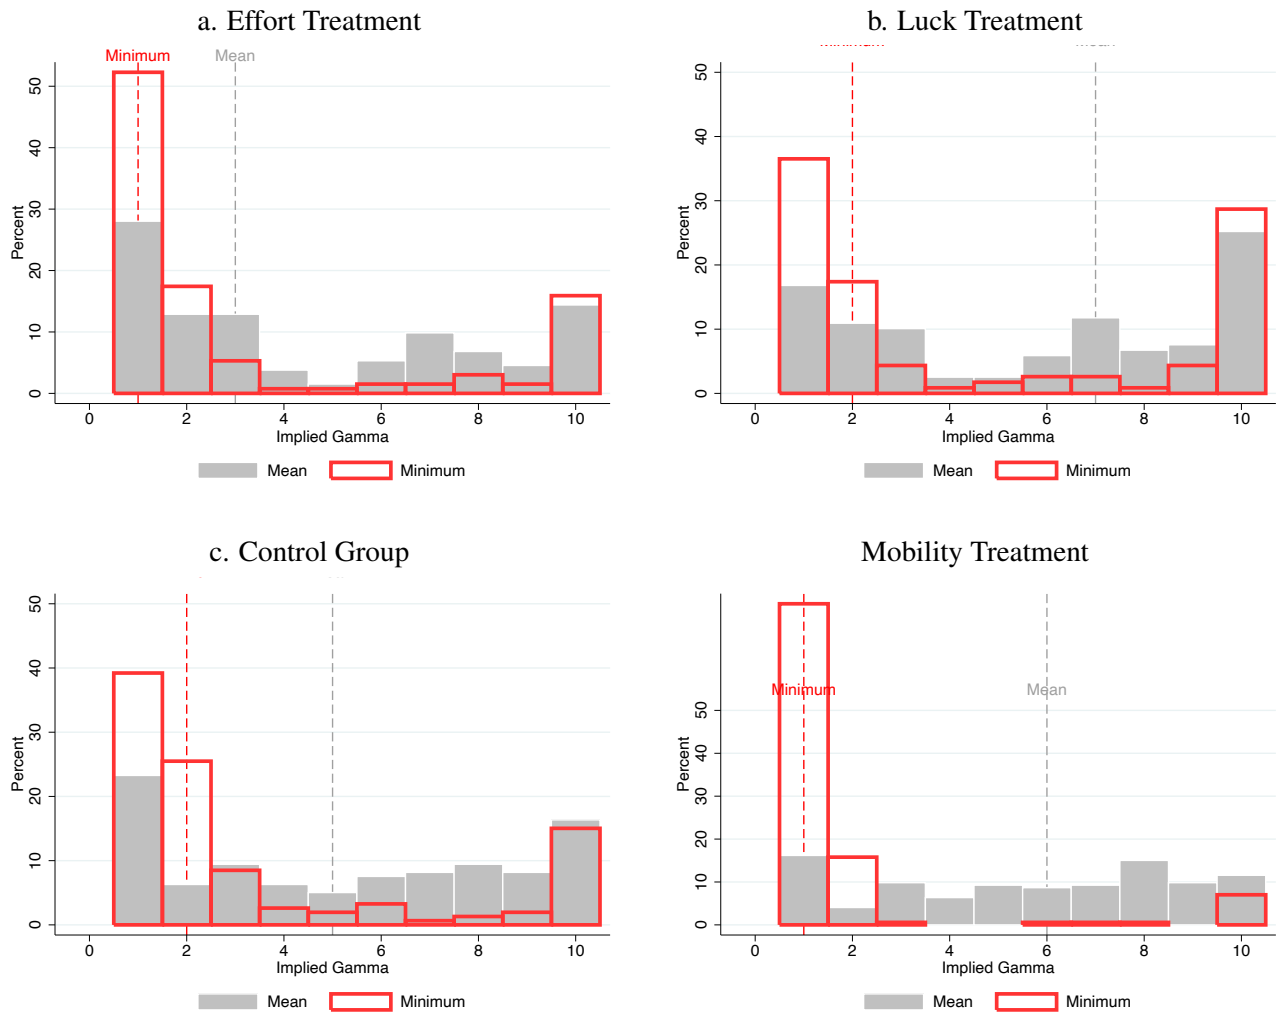 a. Effort Treatment
Minimum Mean
50
40
30
20
10
0
Percent
0 2 4 6 8 10
Implied Gamma
Mean Minimum
b. Luck Treatment
50
40
30
20
10
0
Percent
0 2 4 6 8 10
Implied Gamma
Mean Minimum
c. Control Group
50
40
30
20
10
0
Percent
0 2 4 6 8 10
Implied Gamma
Mean Minimum
Mobility Treatment
Minimum Mean
50
40
30
20
10
0
Percent
0 2 4 6 8 10
Implied Gamma
Mean Minimum